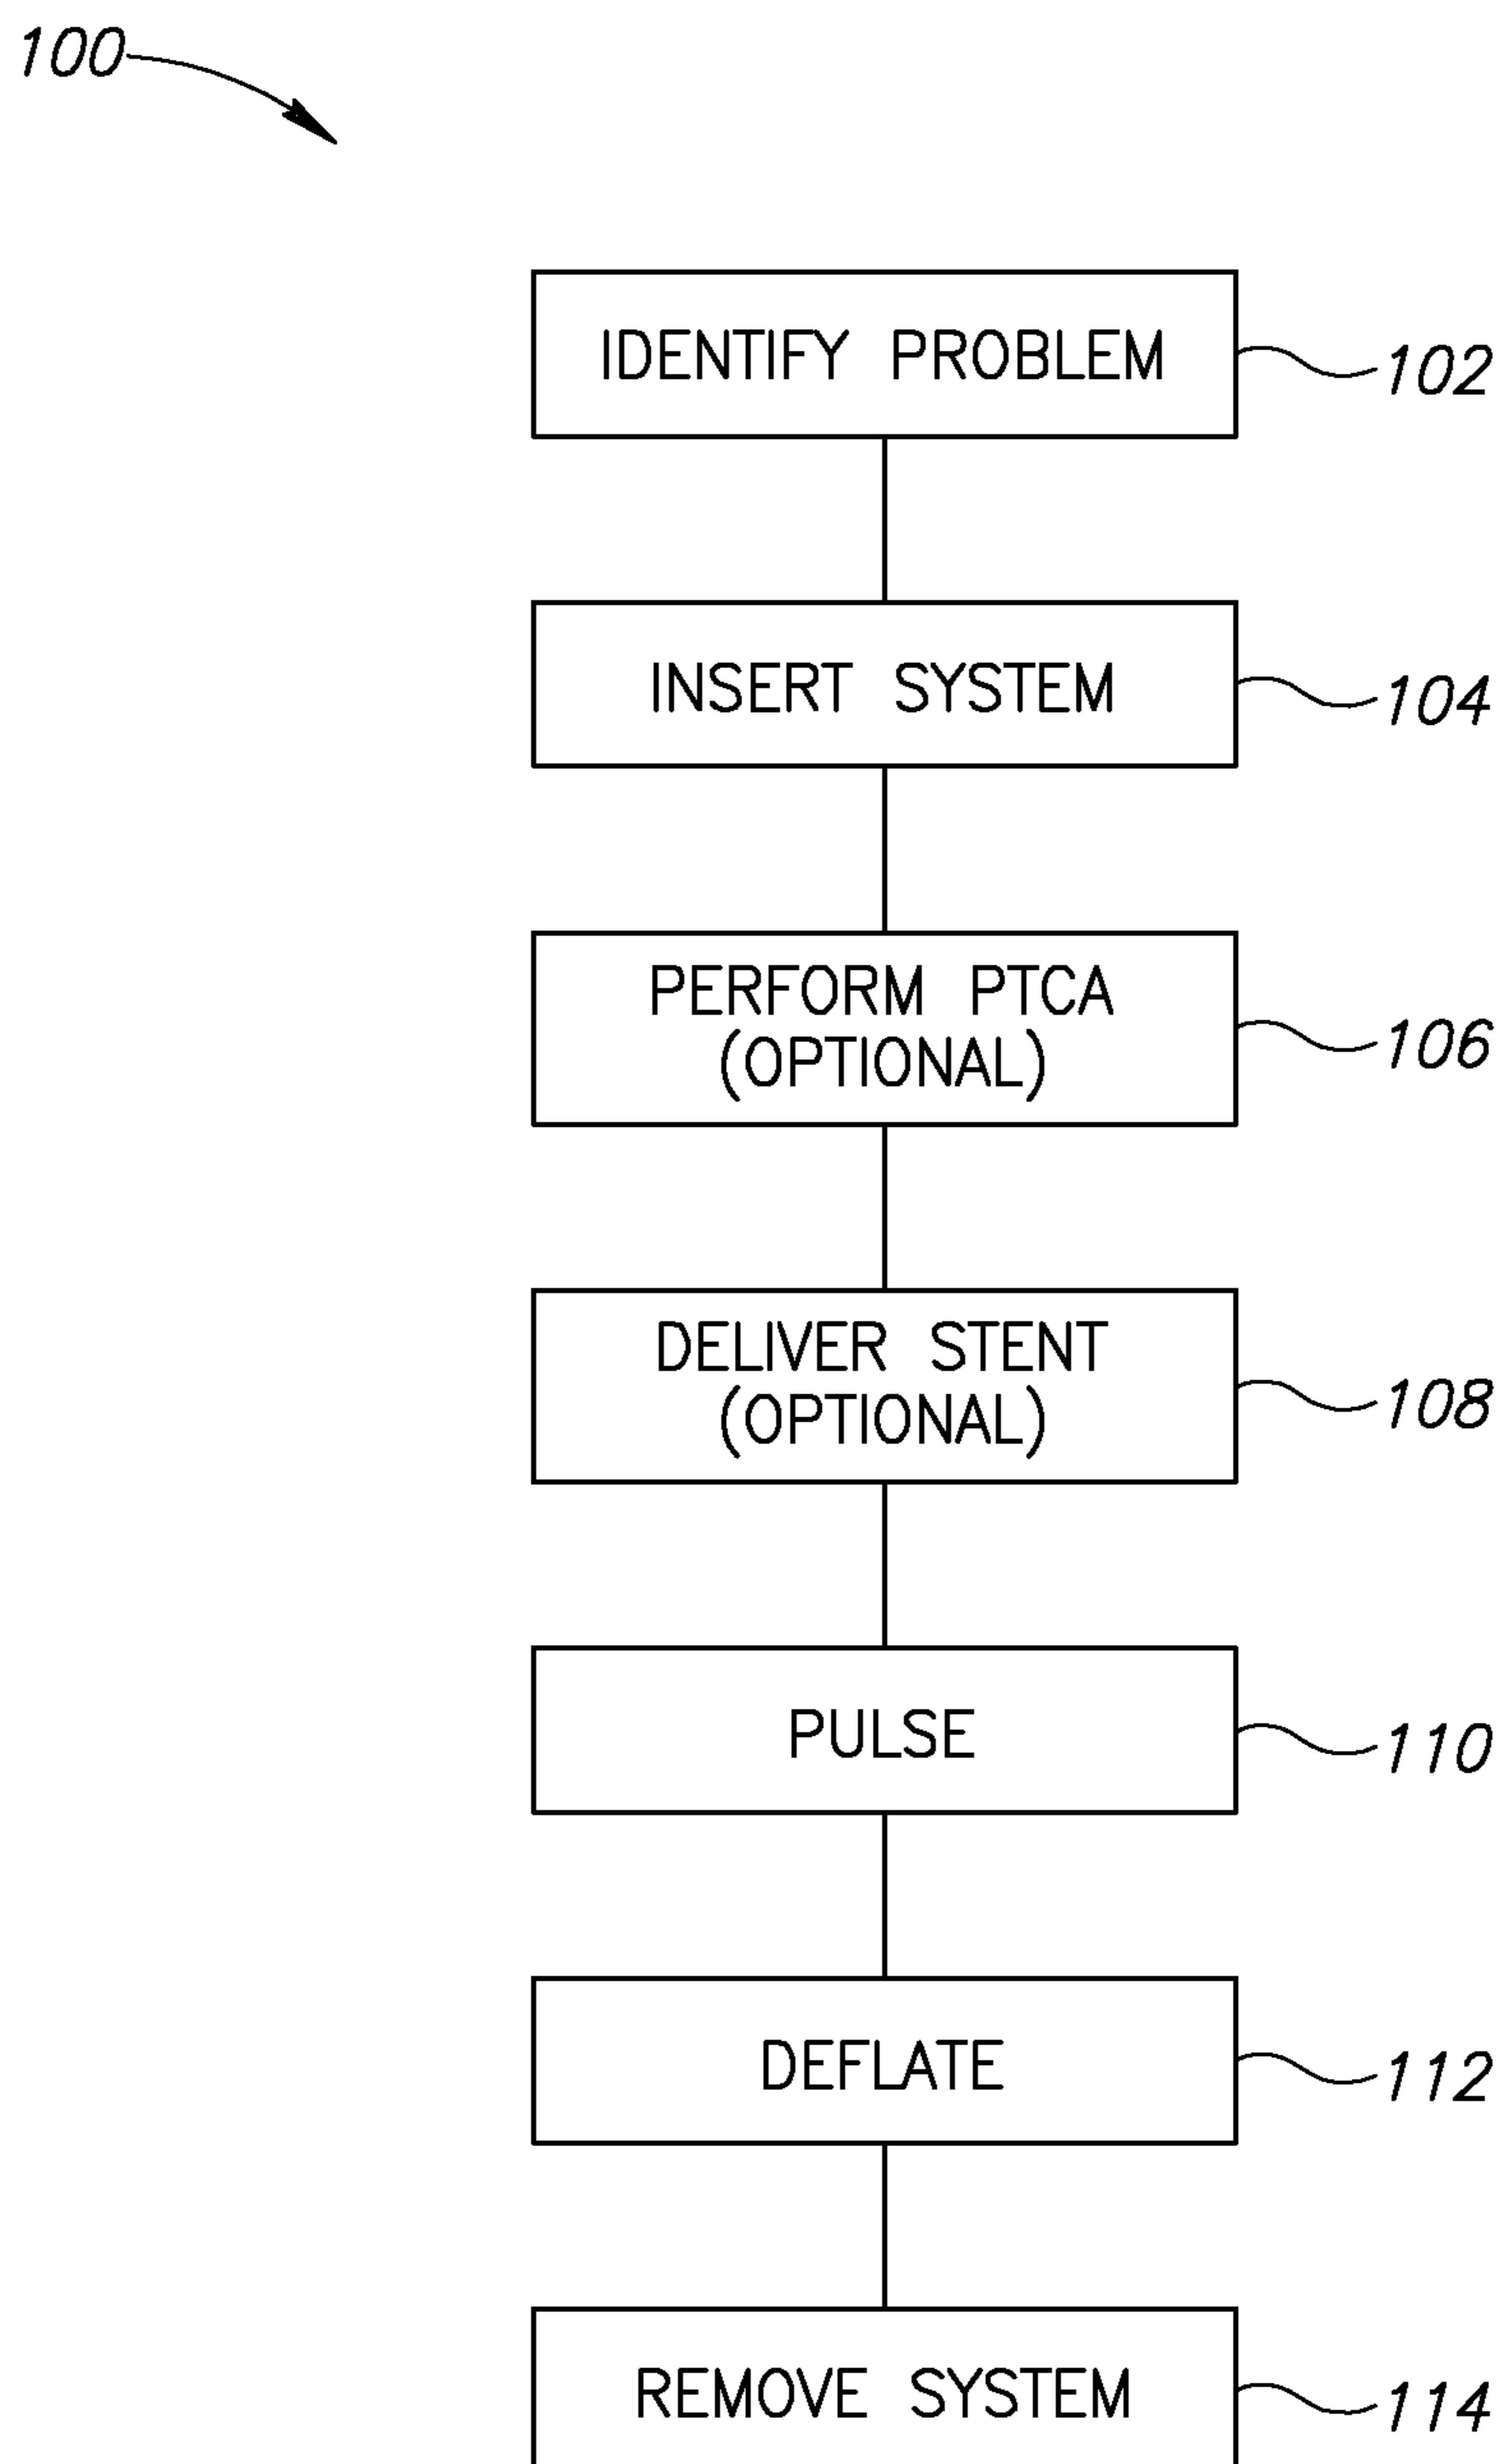 100
IDENTIFY PROBLEM
102
INSERT SYSTEM
104
PERFORM PTCA
(OPTIONAL)
106
DELIVER STENT
(OPTIONAL)
108
PULSE
110
DEFLATE
112
REMOVE SYSTEM
114